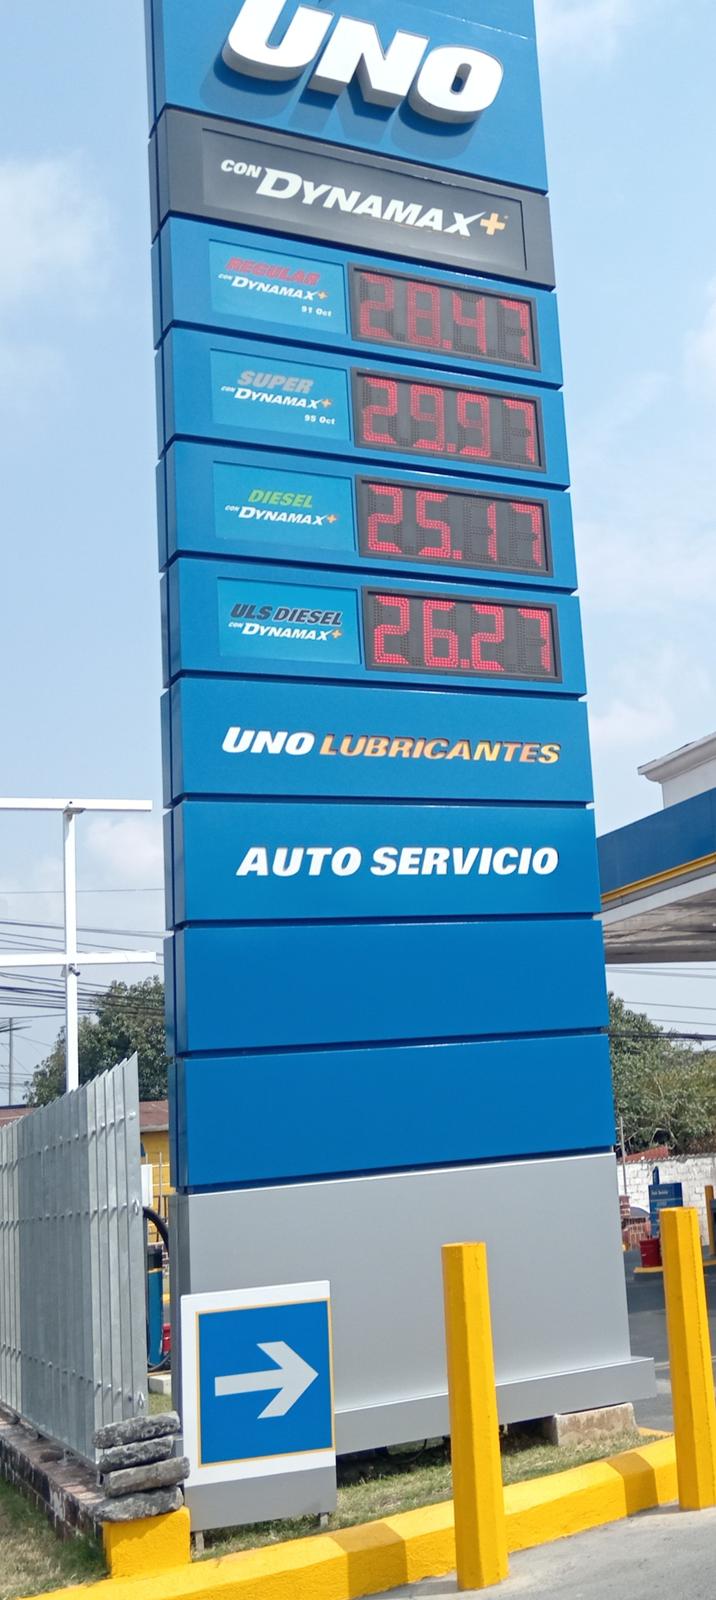 UNO
CON DYNAMAX+
REGULAR
CON DYNAMAX+
91 Oct
28.47
SUPER
CON DYNAMAX+
95 Oct
29.97
DIESEL
CON DYNAMAX+
25.17
ULS DIESEL
CON DYNAMAX+
26.27
UNO LUBRICANTES
AUTO SERVICIO